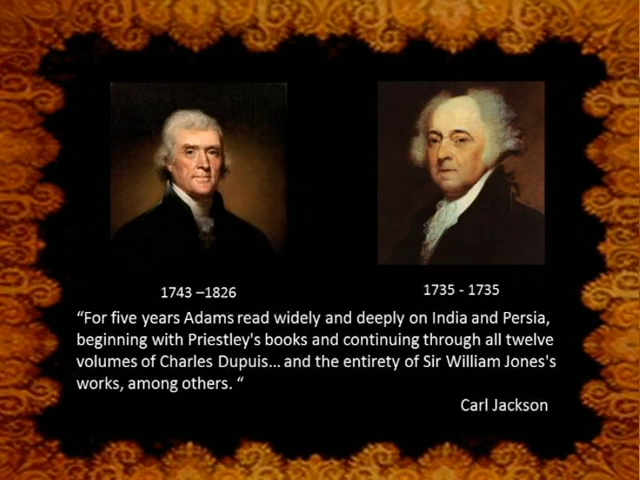 1743 –1826
1735 - 1735
“For five years Adams read widely and deeply on India and Persia,
beginning with Priestley's books and continuing through all twelve
volumes of Charles Dupuis... and the entirety of Sir William Jones's
works, among others. “
Carl Jackson